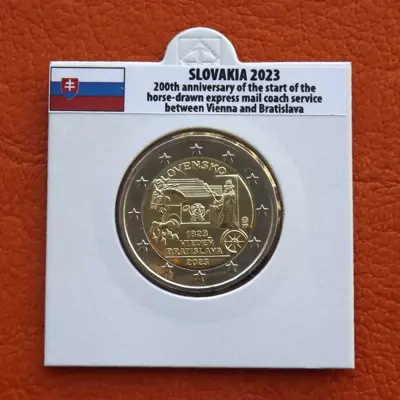 SLOVAKIA 2023
200th anniversary of the start of the
horse-drawn express mail coach service
between Vienna and Bratislava
SLOVENSKO
1823
VIEDEŇ
BRATISLAVA
2023